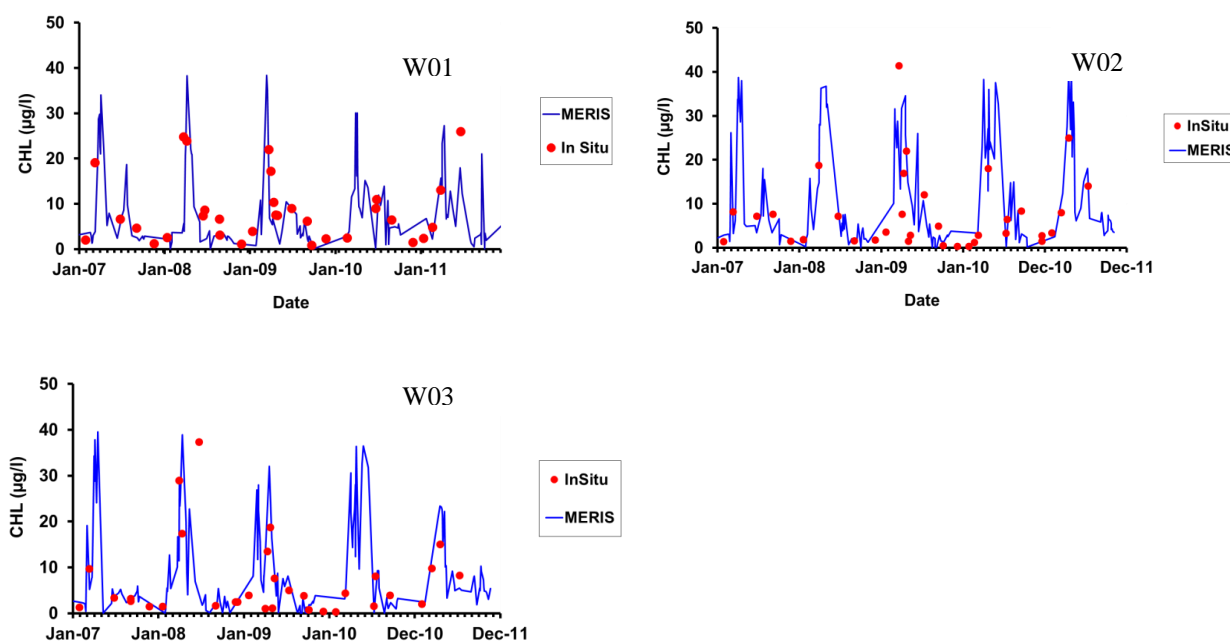 50
40
30
20
10
0
CHL (µg/l)
W01
Jan-07 Jan-08 Jan-09 Jan-10 Jan-11
Date
MERIS
In Situ
50
40
30
20
10
0
CHL (µg/l)
W02
Jan-07 Jan-08 Jan-09 Jan-10 Dec-10 Dec-11
Date
InSitu
MERIS
50
40
30
20
10
0
CHL (µg/l)
W03
Jan-07 Jan-08 Jan-09 Jan-10 Dec-10 Dec-11
InSitu
MERIS